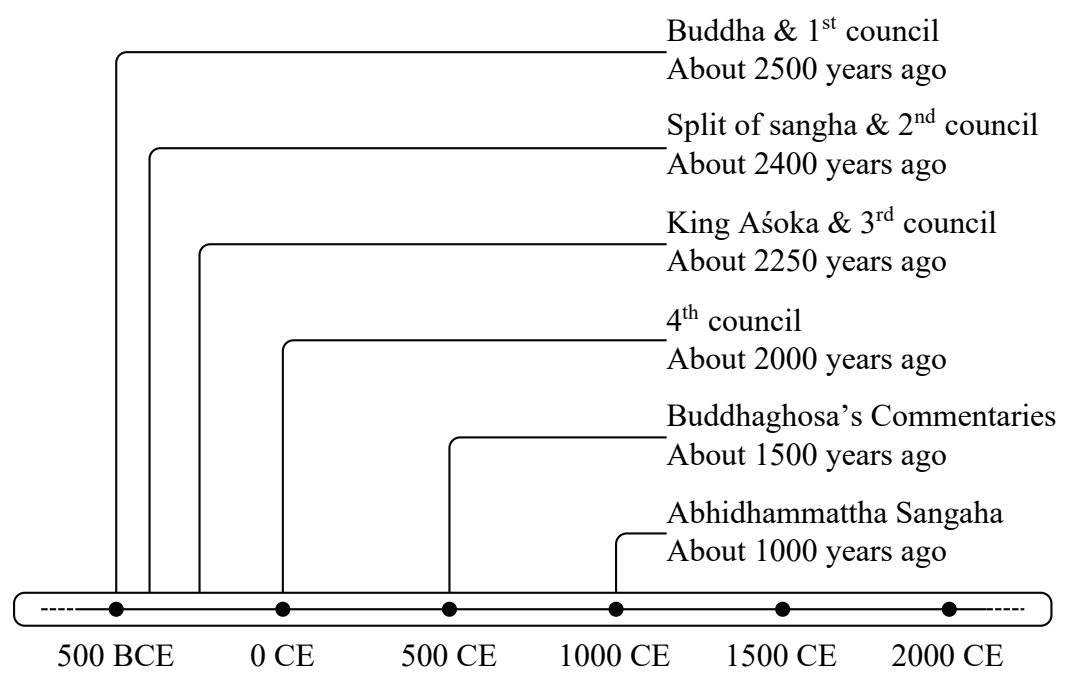 Buddha & 1st council
About 2500 years ago
Split of sangha & 2nd council
About 2400 years ago
King Aśoka & 3rd council
About 2250 years ago
4th council
About 2000 years ago
Buddhaghosa’s Commentaries
About 1500 years ago
Abhidhammattha Sangaha
About 1000 years ago
500 BCE 0 CE 500 CE 1000 CE 1500 CE 2000 CE